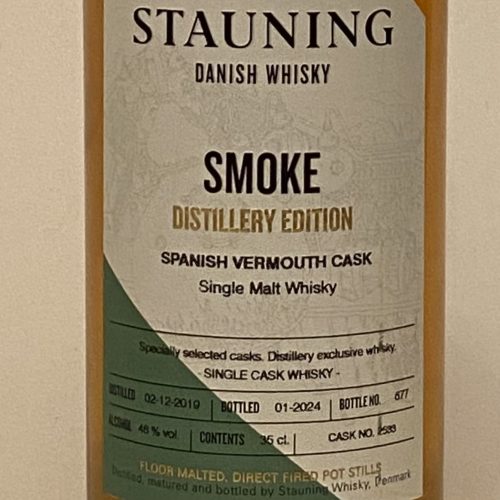 STAUNING
DANISH WHISKY
SMOKE
DISTILLERY EDITION
SPANISH VERMOUTH CASK
Single Malt Whisky
Specially selected casks. Distillery exclusive whisky.
- SINGLE CASK WHISKY -
DISTILLED 02-12-2019 BOTTLED 01-2024 BOTTLE NO. 677
ALCOHOL 48 % vol CONTENTS 35 cl. CASK NO. 2533
FLOOR MALTED. DIRECT FIRED POT STILLS
Distilled, matured and bottled by Stauning Whisky, Denmark